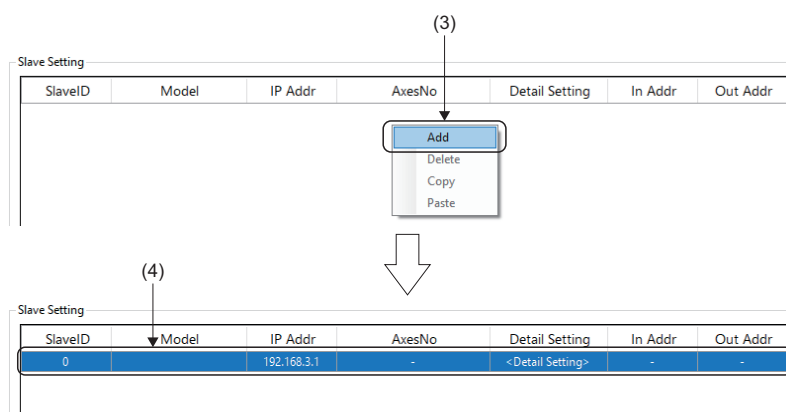 (3)
Slave Setting
SlaveID Model IP Addr AxesNo Detail Setting In Addr Out Addr
Add
Delete
Copy
Paste
(4)
Slave Setting
SlaveID Model IP Addr AxesNo Detail Setting In Addr Out Addr
0 192.168.3.1 - <Detail Setting> - -